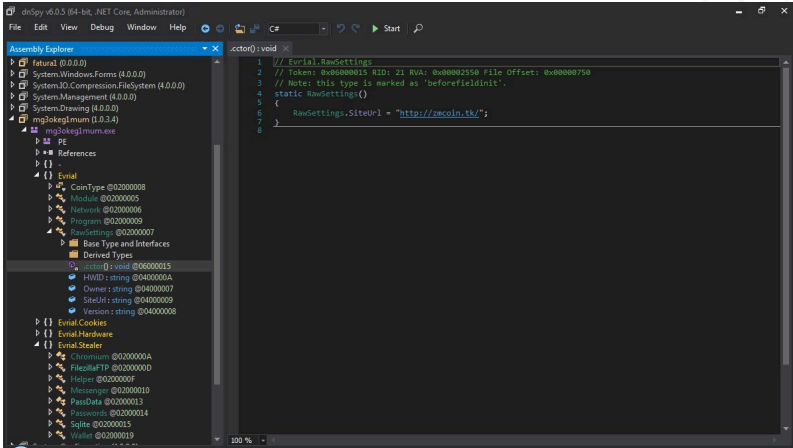 dnSpy v6.0.5 (64-bit, .NET Core, Administrator)
File Edit View Debug Window Help C# Start
Assembly Explorer
.cctor() : void
fatura1 (0.0.0.0)
System.Windows.Forms (4.0.0.0)
System.IO.Compression.FileSystem (4.0.0.0)
System.Management (4.0.0.0)
System.Drawing (4.0.0.0)
mg3okeg1mum (1.0.3.4)
mg3okeg1mum.exe
PE
References
{} -
{} Evrial
CoinType @02000008
Module @02000005
Network @02000006
Program @02000009
RawSettings @02000007
Base Type and Interfaces
Derived Types
.cctor() : void @06000015
HWID : string @0400000A
Owner : string @04000007
SiteUrl : string @04000009
Version : string @04000008
{} Evrial.Cookies
{} Evrial.Hardware
{} Evrial.Stealer
Chromium @0200000A
FilezillaFTP @0200000D
Helper @0200000F
Messenger @02000010
PassData @02000013
Passwords @02000014
Sqlite @02000015
Wallet @02000019
1 // Evrial.RawSettings
2 // Token: 0x06000015 RID: 21 RVA: 0x00002550 File Offset: 0x00000750
3 // Note: this type is marked as 'beforefieldinit'.
4 static RawSettings()
5 {
6 RawSettings.SiteUrl = "http://zmcoin.tk/";
7 }
8
100 %